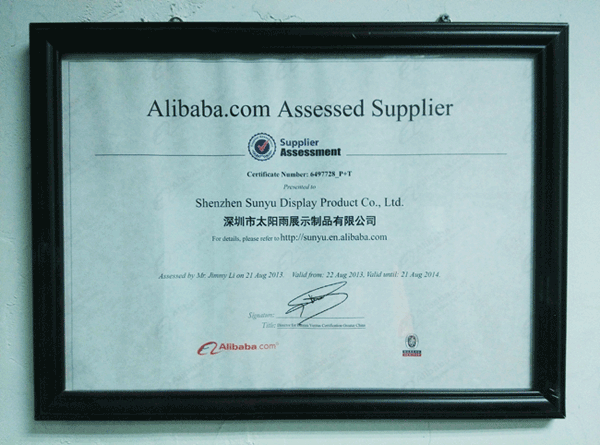 Alibaba.com Assessed Supplier
Supplier
Assessment
Certificate Number: 6497728_P+T
Presented to
Shenzhen Sunyu Display Product Co., Ltd.
深圳市太阳雨展示制品有限公司
For details, please refer to http://sunyu.en.alibaba.com
Assessed by Mr. Jimmy Li on 21 Aug 2013. Valid from: 22 Aug 2013, Valid until: 21 Aug 2014.
Signature:
Title:
Alibaba.com